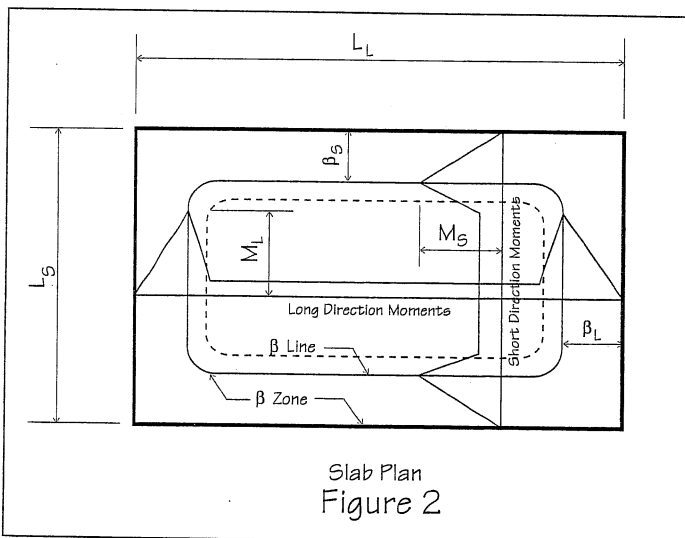 L_L
β_S
L_S
M_L
M_S
Short Direction Moments
Long Direction Moments
β_L
β Line
β Zone
Slab Plan
Figure 2